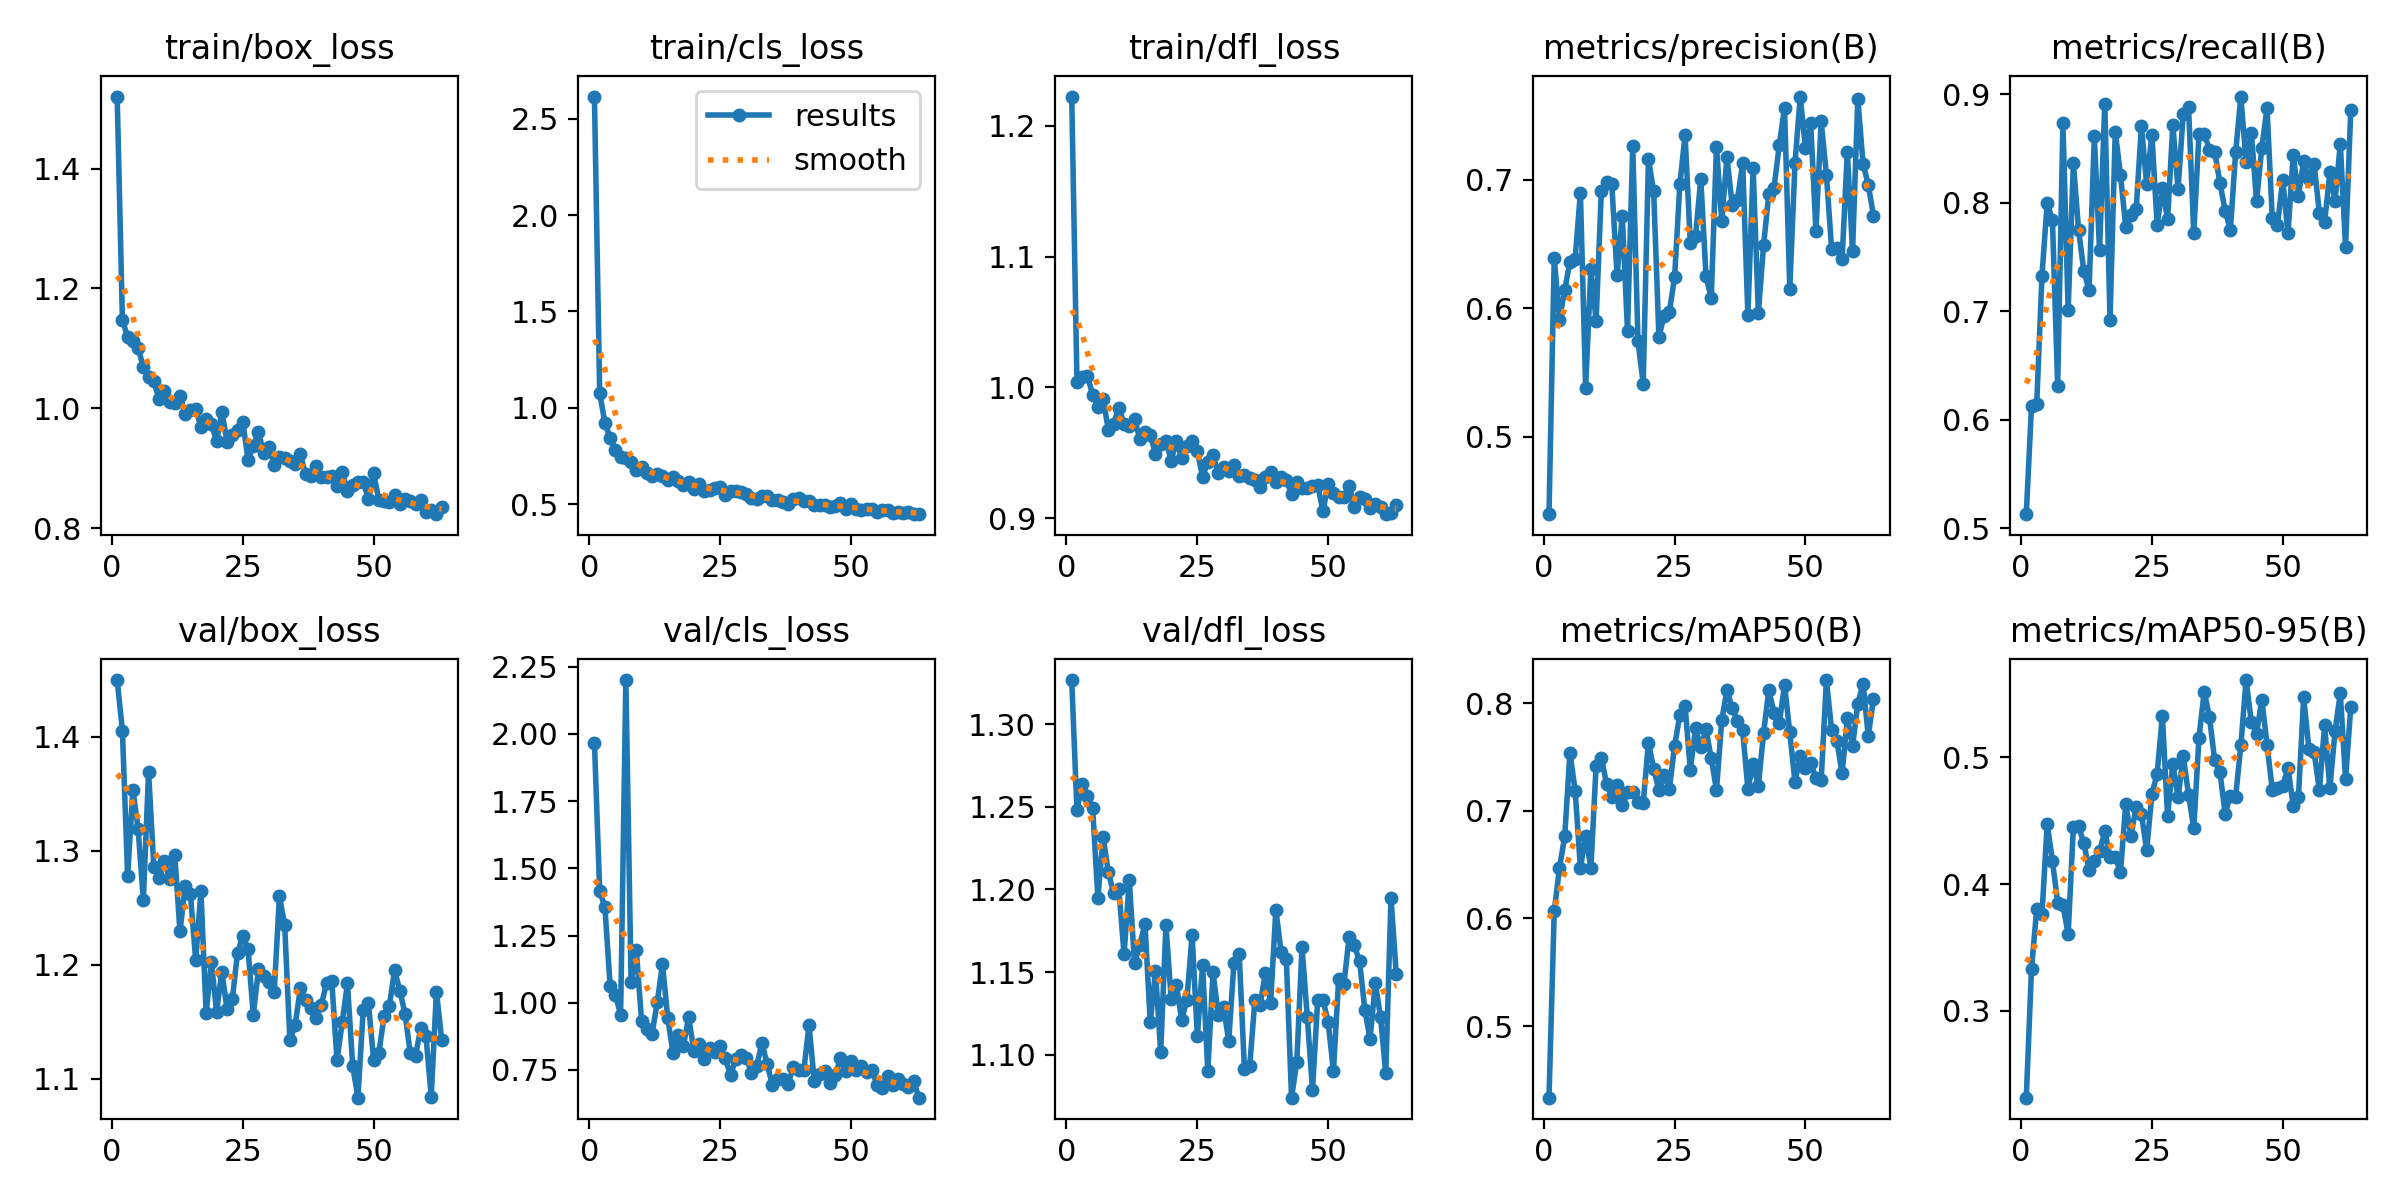 train/box_loss
1.4
1.2
1.0
0.8
0 25 50
train/cls_loss
results
smooth
2.5
2.0
1.5
1.0
0.5
0 25 50
train/dfl_loss
1.2
1.1
1.0
0.9
0 25 50
metrics/precision(B)
0.7
0.6
0.5
0 25 50
metrics/recall(B)
0.9
0.8
0.7
0.6
0.5
0 25 50
val/box_loss
1.4
1.3
1.2
1.1
0 25 50
val/cls_loss
2.25
2.00
1.75
1.50
1.25
1.00
0.75
0 25 50
val/dfl_loss
1.30
1.25
1.20
1.15
1.10
0 25 50
metrics/mAP50(B)
0.8
0.7
0.6
0.5
0 25 50
metrics/mAP50-95(B)
0.5
0.4
0.3
0 25 50